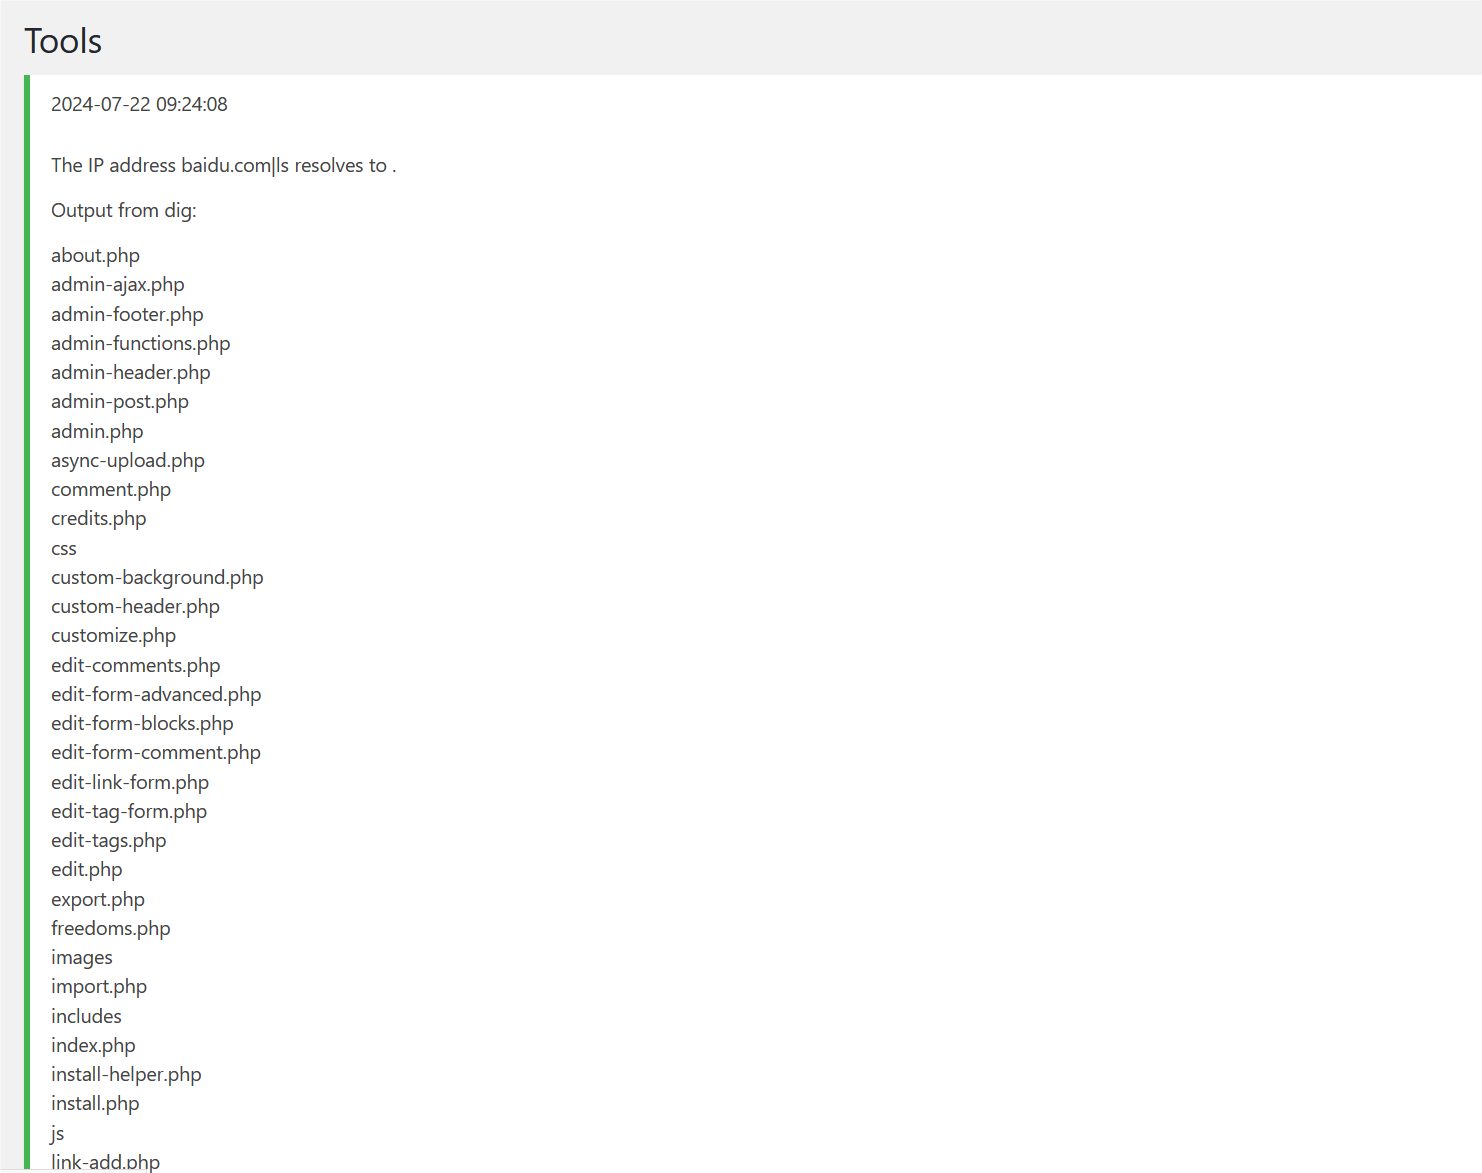 Tools
2024-07-22 09:24:08
The IP address baidu.com|ls resolves to .
Output from dig:
about.php
admin-ajax.php
admin-footer.php
admin-functions.php
admin-header.php
admin-post.php
admin.php
async-upload.php
comment.php
credits.php
css
custom-background.php
custom-header.php
customize.php
edit-comments.php
edit-form-advanced.php
edit-form-blocks.php
edit-form-comment.php
edit-link-form.php
edit-tag-form.php
edit-tags.php
edit.php
export.php
freedoms.php
images
import.php
includes
index.php
install-helper.php
install.php
js
link-add.php